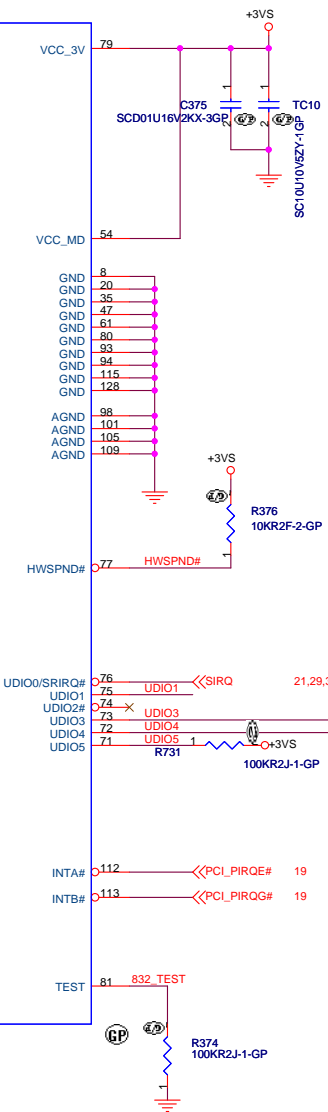 +3VS
VCC_3V 79
1 1
C375 TC10
SCD01U16V2KX-3GP
SC10U10V5ZY-1GP
2 2
VCC_MD 54
GND 8
GND 20
GND 35
GND 47
GND 61
GND 80
GND 93
GND 94
GND 115
GND 128
AGND 98
AGND 101
AGND 105
AGND 109
+3VS
R376
10KR2F-2-GP
1
HWSPND# 77 HWSPND#
UDIO0/SRIRQ# 76 SIRQ 21,29,3
UDIO1 75 UDIO1
UDIO2# 74
UDIO3 73 UDIO3
UDIO4 72 UDIO4
UDIO5 71 UDIO5
R731 1 +3VS
100KR2J-1-GP
INTA# 112 PCI_PIRQE# 19
INTB# 113 PCI_PIRQG# 19
TEST 81 832_TEST
GP
R374
100KR2J-1-GP
1